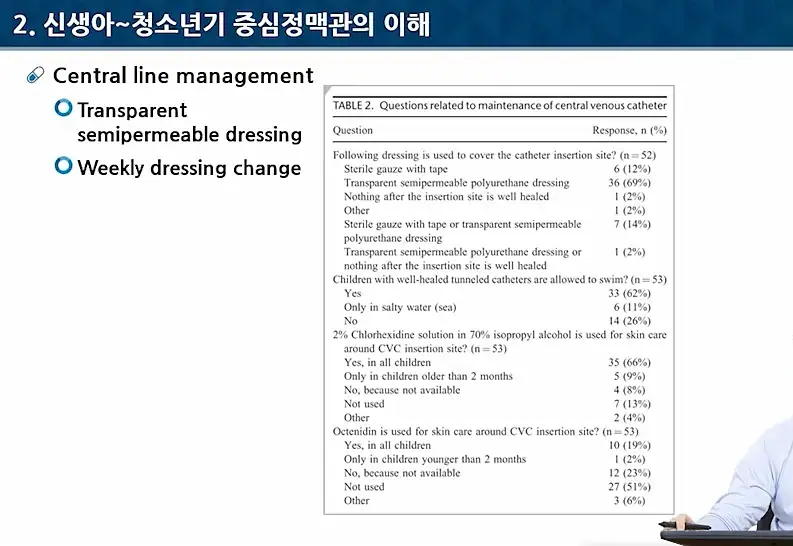 2. 신생아~청소년기 중심정맥관의 이해
Central line management
Transparent
semipermeable dressing
Weekly dressing change
TABLE 2. Questions related to maintenance of central venous catheter
Question Response, n (%)
Following dressing is used to cover the catheter insertion site? (n = 52)
Sterile gauze with tape 6 (12%)
Transparent semipermeable polyurethane dressing 36 (69%)
Nothing after the insertion site is well healed 1 (2%)
Other 1 (2%)
Sterile gauze with tape or transparent semipermeable 7 (14%)
polyurethane dressing
Transparent semipermeable polyurethane dressing or 1 (2%)
nothing after the insertion site is well healed
Children with well-healed tunneled catheters are allowed to swim? (n = 53)
Yes 33 (62%)
Only in salty water (sea) 6 (11%)
No 14 (26%)
2% Chlorhexidine solution in 70% isopropyl alcohol is used for skin care
around CVC insertion site? (n = 53)
Yes, in all children 35 (66%)
Only in children older than 2 months 5 (9%)
No, because not available 4 (8%)
Not used 7 (13%)
Other 2 (4%)
Octenidin is used for skin care around CVC insertion site? (n = 53)
Yes, in all children 10 (19%)
Only in children younger than 2 months 1 (2%)
No, because not available 12 (23%)
Not used 27 (51%)
Other 3 (6%)